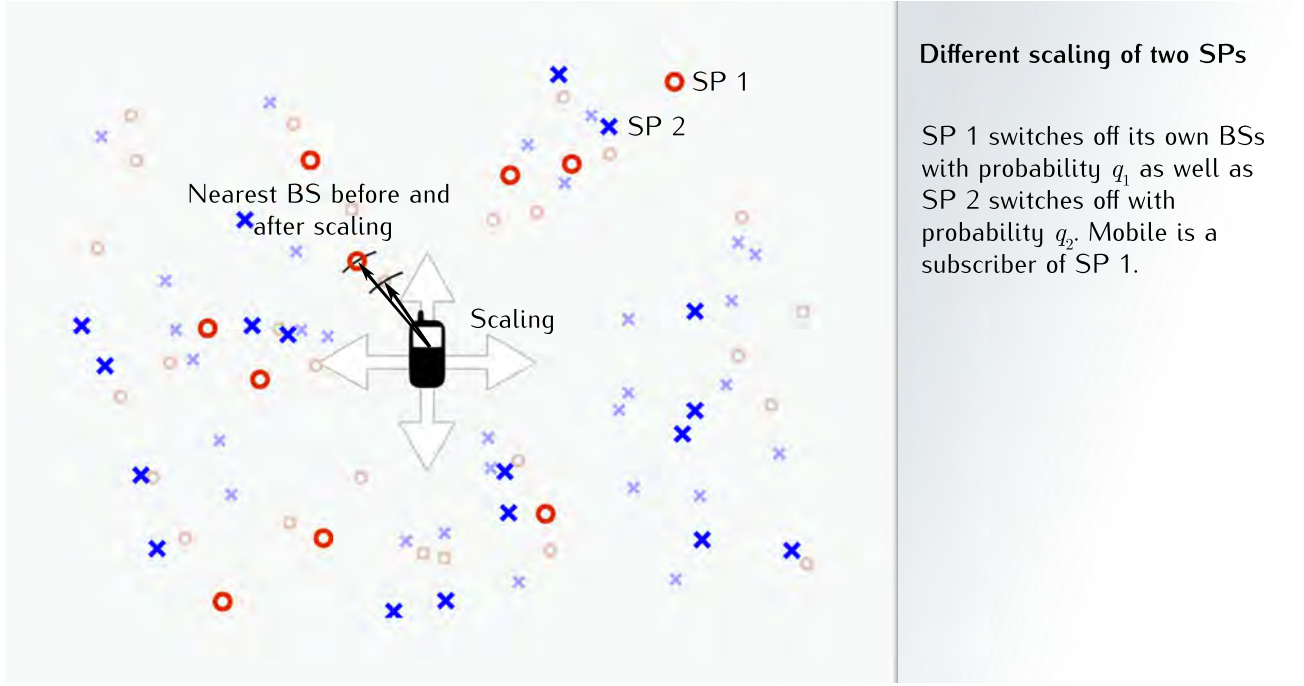 SP 1
SP 2
Nearest BS before and
after scaling
Scaling
Different scaling of two SPs
SP 1 switches off its own BSs
with probability q₁ as well as
SP 2 switches off with
probability q₂. Mobile is a
subscriber of SP 1.